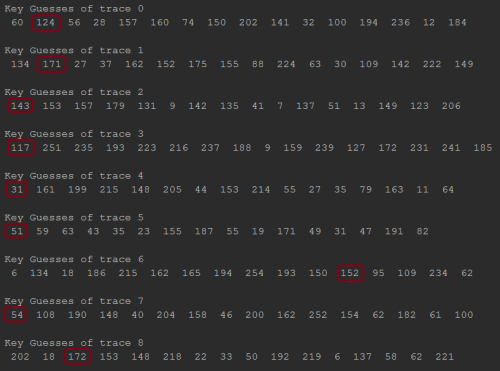 Key Guesses of trace 0
60 124 56 28 157 160 74 150 202 141 32 100 194 236 12 184
Key Guesses of trace 1
134 171 27 37 162 152 175 155 88 224 63 30 109 142 222 149
Key Guesses of trace 2
143 153 157 179 131 9 142 135 41 7 137 51 13 149 123 206
Key Guesses of trace 3
117 251 235 193 223 216 237 188 9 159 239 127 172 231 241 185
Key Guesses of trace 4
31 161 199 215 148 205 44 153 214 55 27 35 79 163 11 64
Key Guesses of trace 5
51 59 63 43 35 23 155 187 55 19 171 49 31 47 191 82
Key Guesses of trace 6
6 134 18 186 215 162 165 194 254 193 150 152 95 109 234 62
Key Guesses of trace 7
54 108 190 148 40 204 158 46 200 162 252 154 62 182 61 100
Key Guesses of trace 8
202 18 172 153 148 218 22 33 50 192 219 6 137 58 62 221